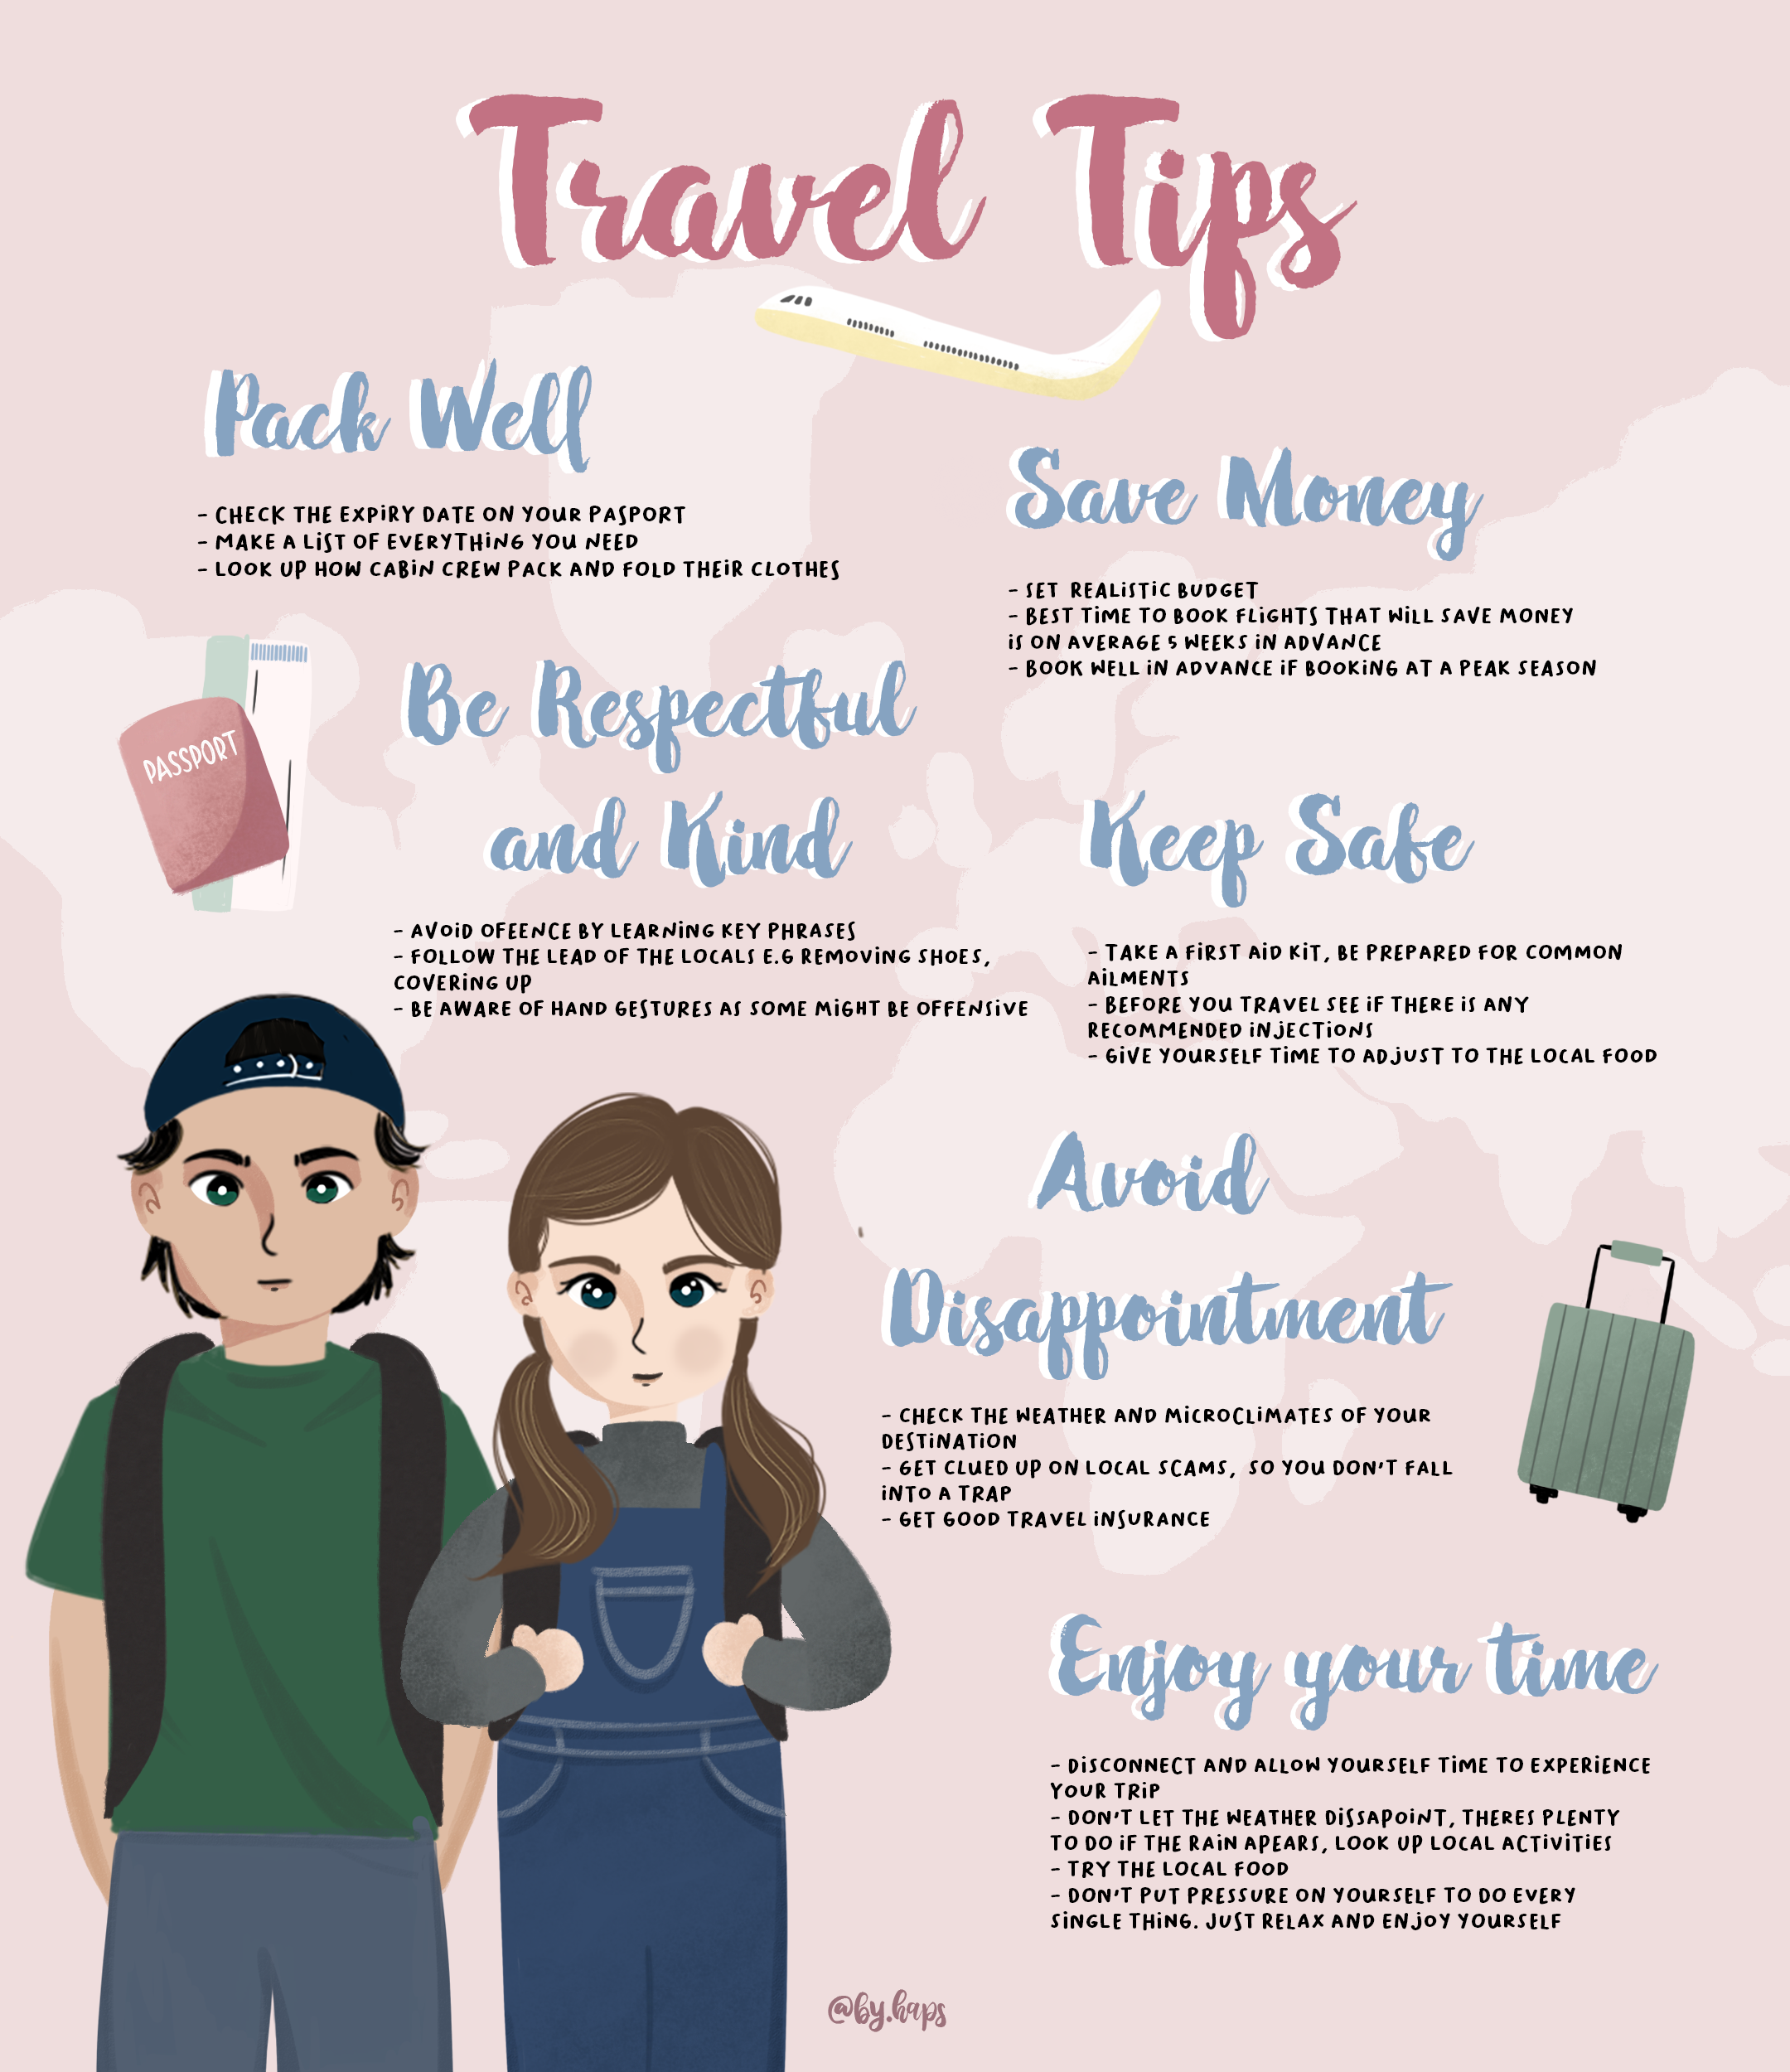 Travel Tips
Pack Well
- CHECK THE EXPIRY DATE ON YOUR PASPORT
- MAKE A LIST OF EVERYTHING YOU NEED
- LOOK UP HOW CABIN CREW PACK AND FOLD THEIR CLOTHES
Save Money
- SET REALISTIC BUDGET
- BEST TIME TO BOOK FLIGHTS THAT WILL SAVE MONEY
IS ON AVERAGE 5 WEEKS IN ADVANCE
- BOOK WELL IN ADVANCE IF BOOKING AT A PEAK SEASON
PASSPORT
Be Respectful
and Kind
- AVOID OFEENCE BY LEARNING KEY PHRASES
- FOLLOW THE LEAD OF THE LOCALS E.G REMOVING SHOES,
COVERING UP
- BE AWARE OF HAND GESTURES AS SOME MIGHT BE OFFENSIVE
Keep Safe
- TAKE A FIRST AID KIT, BE PREPARED FOR COMMON
AILMENTS
- BEFORE YOU TRAVEL SEE IF THERE IS ANY
RECOMMENDED INJECTIONS
- GIVE YOURSELF TIME TO ADJUST TO THE LOCAL FOOD
Avoid
Disappointment
- CHECK THE WEATHER AND MICROCLIMATES OF YOUR
DESTINATION
- GET CLUED UP ON LOCAL SCAMS, SO YOU DON'T FALL
INTO A TRAP
- GET GOOD TRAVEL INSURANCE
Enjoy your time
- DISCONNECT AND ALLOW YOURSELF TIME TO EXPERIENCE
YOUR TRIP
- DON'T LET THE WEATHER DISSAPOINT, THERES PLENTY
TO DO IF THE RAIN APEARS, LOOK UP LOCAL ACTIVITIES
- TRY THE LOCAL FOOD
- DON'T PUT PRESSURE ON YOURSELF TO DO EVERY
SINGLE THING. JUST RELAX AND ENJOY YOURSELF
@by.haps